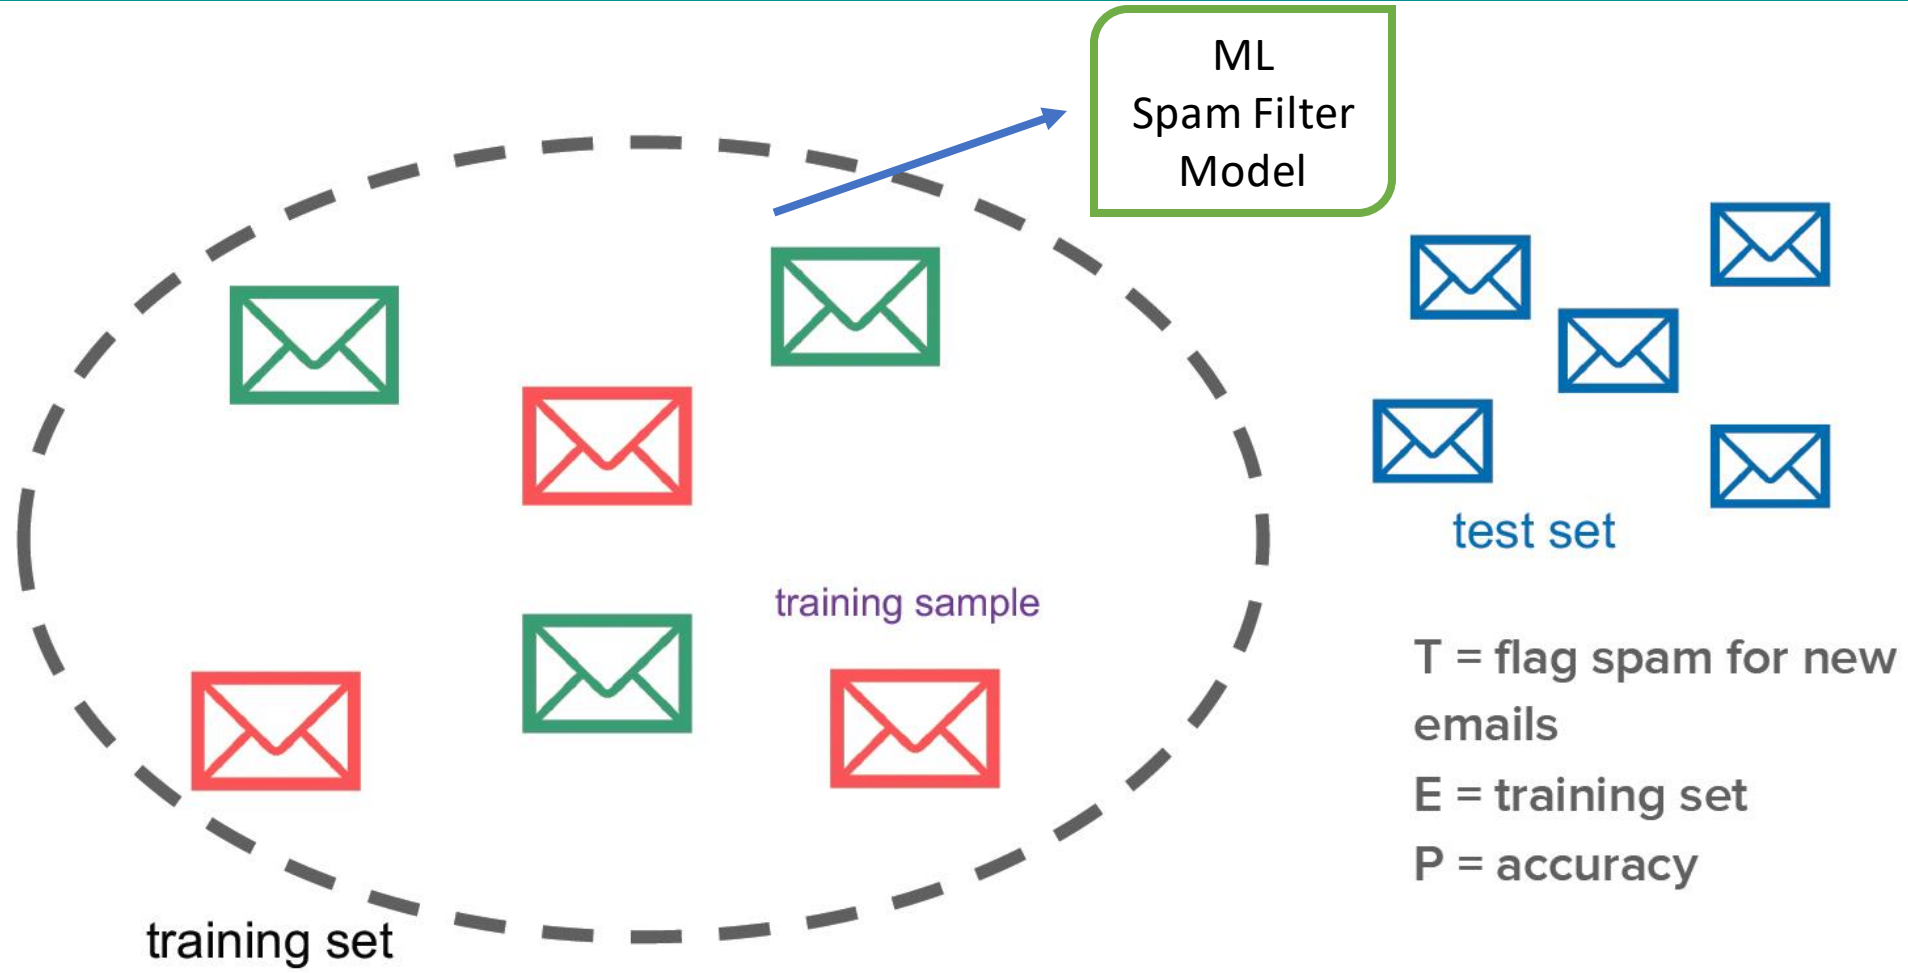 ML
Spam Filter
Model
training sample
test set
T = flag spam for new
emails
E = training set
P = accuracy
training set